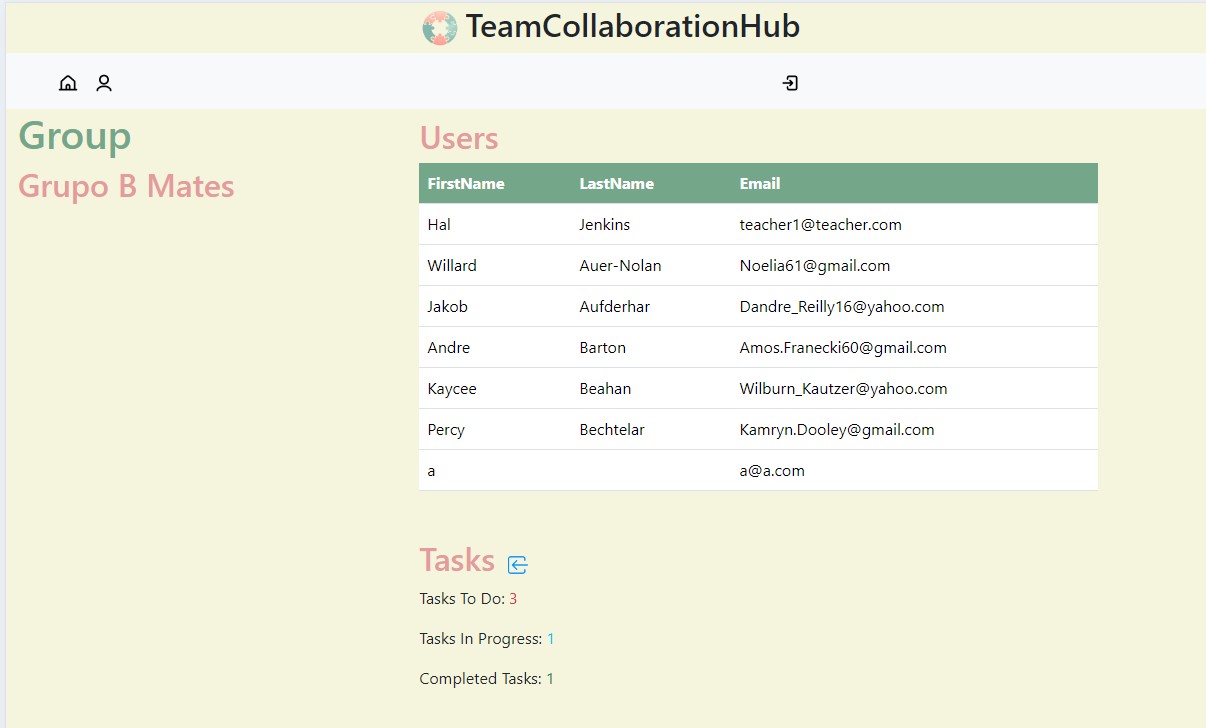 TeamCollaborationHub
Group
Grupo B Mates
Users
FirstName LastName Email
Hal Jenkins teacher1@teacher.com
Willard Auer-Nolan Noelia61@gmail.com
Jakob Aufderhar Dandre_Reilly16@yahoo.com
Andre Barton Amos.Franecki60@gmail.com
Kaycee Beahan Wilburn_Kautzer@yahoo.com
Percy Bechtelar Kamryn.Dooley@gmail.com
a a@a.com
Tasks
Tasks To Do: 3
Tasks In Progress: 1
Completed Tasks: 1